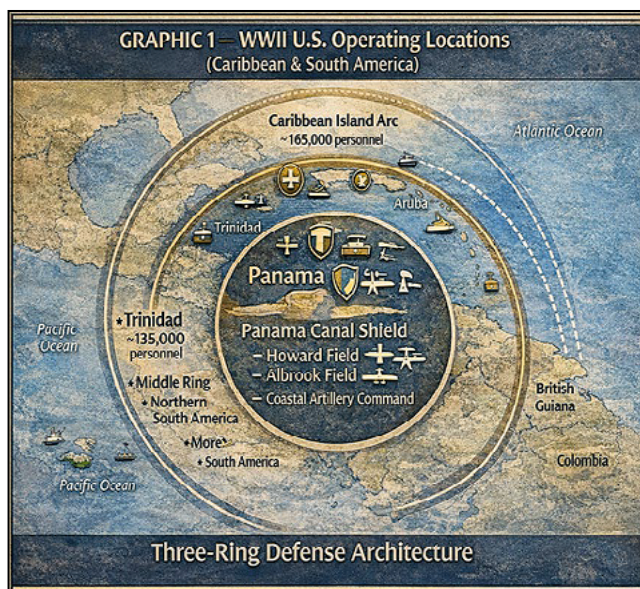 GRAPHIC 1 — WWII U.S. Operating Locations
(Caribbean & South America)
Caribbean Island Arc
~165,000 personnel
Atlantic Ocean
Trinidad
Aruba
Panama
Panama Canal Shield
– Howard Field
– Albrook Field
– Coastal Artillery Command
Pacific
Ocean
★Trinidad
~135,000
personnel
★Middle Ring
★Northern
South America
★More
★South America
Pacific Ocean
British
Guiana
Colombia
Three-Ring Defense Architecture